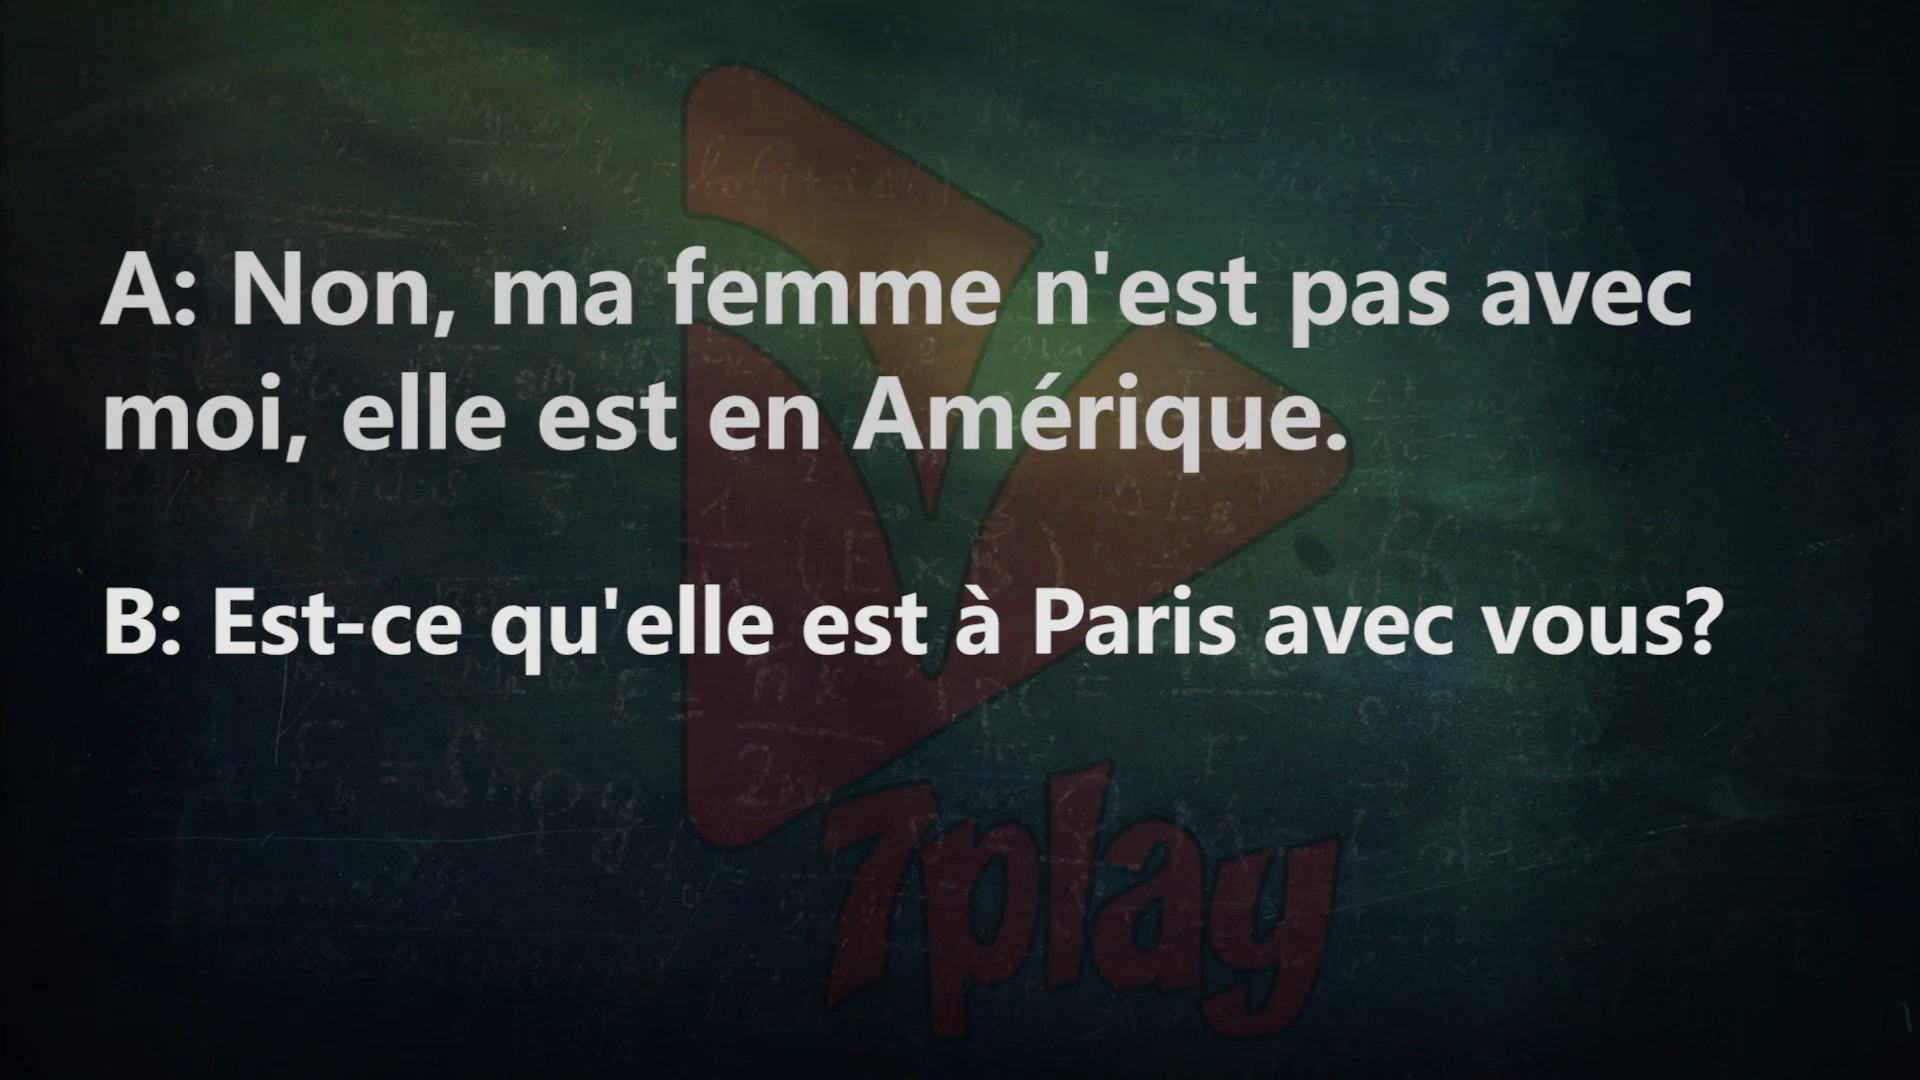 A: Non, ma femme n'est pas avec
moi, elle est en Amérique.
B: Est-ce qu'elle est à Paris avec vous?
7play